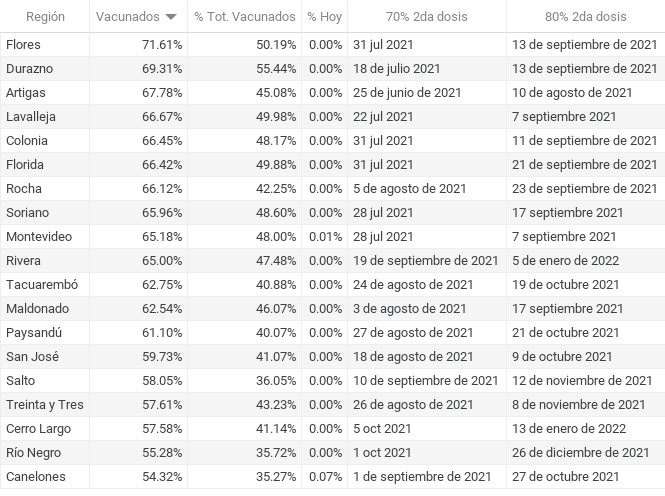 Región Vacunados % Tot. Vacunados % Hoy 70% 2da dosis 80% 2da dosis
Flores 71.61% 50.19% 0.00% 31 jul 2021 13 de septiembre de 2021
Durazno 69.31% 55.44% 0.00% 18 de julio 2021 13 de septiembre de 2021
Artigas 67.78% 45.08% 0.00% 25 de junio de 2021 10 de agosto de 2021
Lavalleja 66.67% 49.98% 0.00% 22 jul 2021 7 septiembre 2021
Colonia 66.45% 48.17% 0.00% 31 jul 2021 11 de septiembre de 2021
Florida 66.42% 49.88% 0.00% 31 jul 2021 21 de septiembre de 2021
Rocha 66.12% 42.25% 0.00% 5 de agosto de 2021 23 de septiembre de 2021
Soriano 65.96% 48.60% 0.00% 28 jul 2021 17 septiembre 2021
Montevideo 65.18% 48.00% 0.01% 28 jul 2021 7 septiembre 2021
Rivera 65.00% 47.48% 0.00% 19 de septiembre de 2021 5 de enero de 2022
Tacuarembó 62.75% 40.88% 0.00% 24 de agosto de 2021 19 de octubre de 2021
Maldonado 62.54% 46.07% 0.00% 3 de agosto de 2021 17 septiembre 2021
Paysandú 61.10% 40.07% 0.00% 27 de agosto de 2021 21 de octubre de 2021
San José 59.73% 41.07% 0.00% 18 de agosto de 2021 9 de octubre de 2021
Salto 58.05% 36.05% 0.00% 10 de septiembre de 2021 12 de noviembre de 2021
Treinta y Tres 57.61% 43.23% 0.00% 26 de agosto de 2021 8 de noviembre de 2021
Cerro Largo 57.58% 41.14% 0.00% 5 oct 2021 13 de enero de 2022
Río Negro 55.28% 35.72% 0.00% 1 oct 2021 26 de diciembre de 2021
Canelones 54.32% 35.27% 0.07% 1 de septiembre de 2021 27 de octubre de 2021